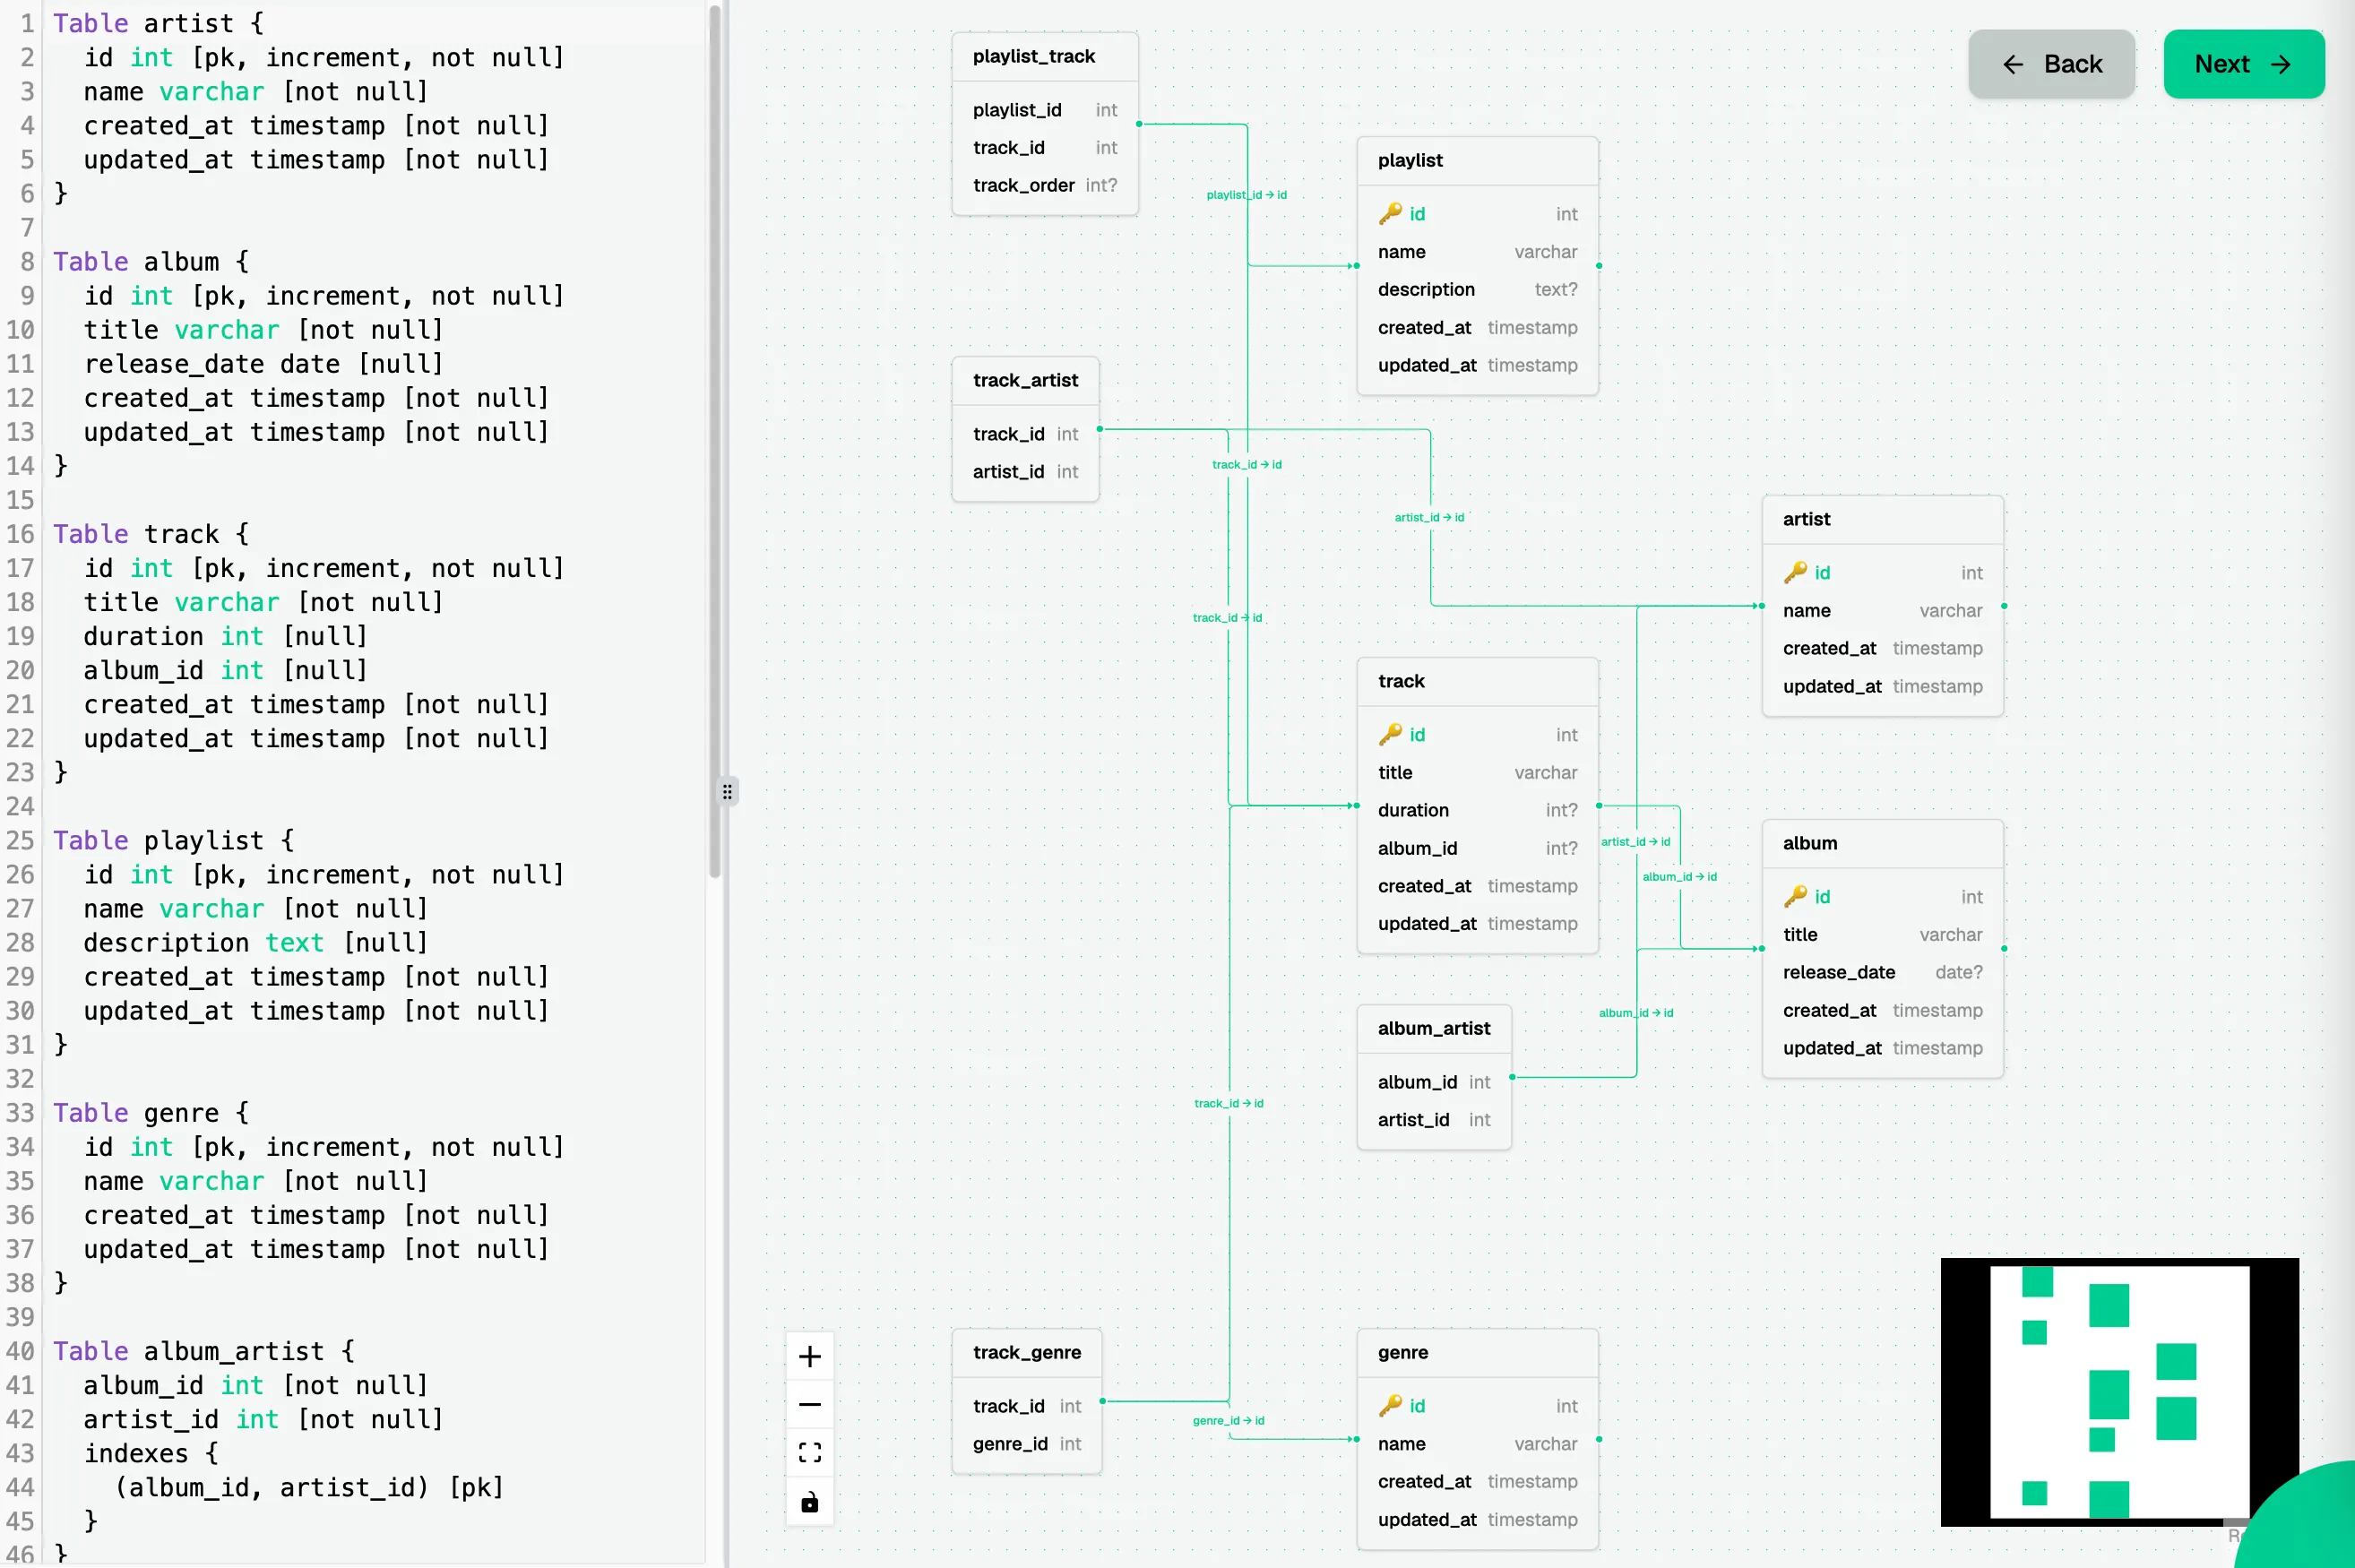 1 Table artist {
2 id int [pk, increment, not null]
3 name varchar [not null]
4 created_at timestamp [not null]
5 updated_at timestamp [not null]
6 }
7
8 Table album {
9 id int [pk, increment, not null]
10 title varchar [not null]
11 release_date date [null]
12 created_at timestamp [not null]
13 updated_at timestamp [not null]
14 }
15
16 Table track {
17 id int [pk, increment, not null]
18 title varchar [not null]
19 duration int [null]
20 album_id int [null]
21 created_at timestamp [not null]
22 updated_at timestamp [not null]
23 }
24
25 Table playlist {
26 id int [pk, increment, not null]
27 name varchar [not null]
28 description text [null]
29 created_at timestamp [not null]
30 updated_at timestamp [not null]
31 }
32
33 Table genre {
34 id int [pk, increment, not null]
35 name varchar [not null]
36 created_at timestamp [not null]
37 updated_at timestamp [not null]
38 }
39
40 Table album_artist {
41 album_id int [not null]
42 artist_id int [not null]
43 indexes {
44 (album_id, artist_id) [pk]
45 }
46 }
← Back
Next →
playlist_track
playlist_id int
track_id int
track_order int?
playlist_id → id
playlist
id int
name varchar
description text?
created_at timestamp
updated_at timestamp
track_artist
track_id int
artist_id int
track_id → id
artist_id → id
track_id → id
artist
id int
name varchar
created_at timestamp
updated_at timestamp
track
id int
title varchar
duration int?
album_id int?
created_at timestamp
updated_at timestamp
artist_id → id
album_id → id
album
id int
title varchar
release_date date?
created_at timestamp
updated_at timestamp
album_artist
album_id int
artist_id int
album_id → id
track_id → id
track_genre
track_id int
genre_id int
genre_id → id
genre
id int
name varchar
created_at timestamp
updated_at timestamp